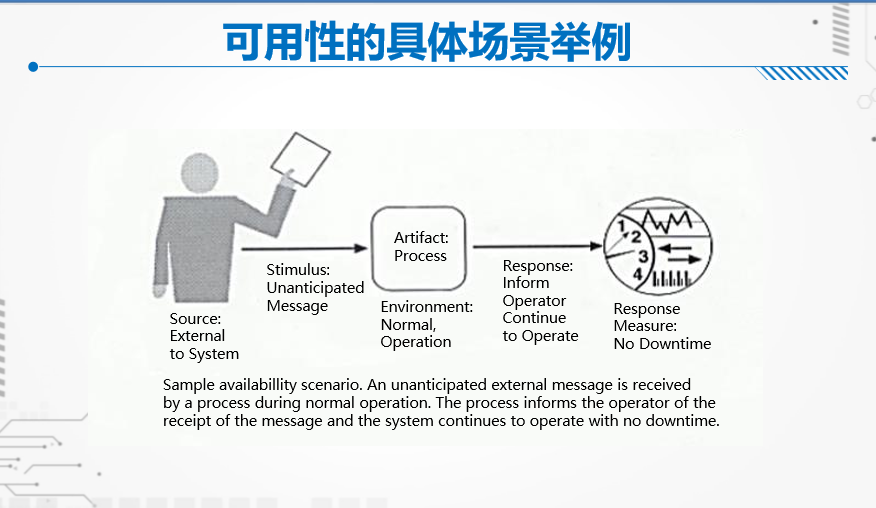 可用性的具体场景举例
Artifact:
Process
Stimulus:
Unanticipated
Message
Response:
Inform
Operator
Continue
to Operate
1
2
3
4
Source:
External
to System
Environment:
Normal,
Operation
Response
Measure:
No Downtime
Sample availabillity scenario. An unanticipated external message is received
by a process during normal operation. The process informs the operator of the
receipt of the message and the system continues to operate with no downtime.